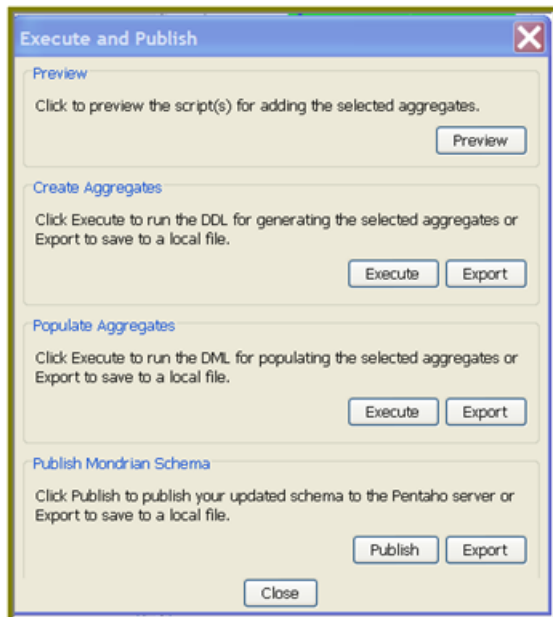 Execute and Publish
Preview
Click to preview the script(s) for adding the selected aggregates.
Preview
Create Aggregates
Click Execute to run the DDL for generating the selected aggregates or
Export to save to a local file.
Execute Export
Populate Aggregates
Click Execute to run the DML for populating the selected aggregates or
Export to save to a local file.
Execute Export
Publish Mondrian Schema
Click Publish to publish your updated schema to the Pentaho server or
Export to save to a local file.
Publish Export
Close